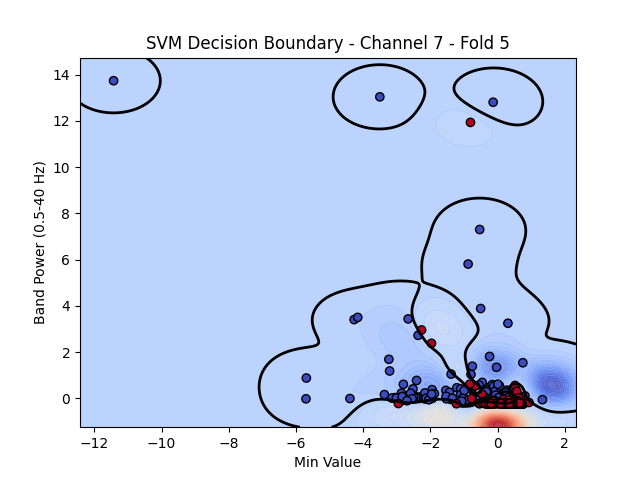 SVM Decision Boundary - Channel 7 - Fold 5
14
12
10
8
6
4
2
0
Band Power (0.5-40 Hz)
−12 −10 −8 −6 −4 −2 0 2
Min Value